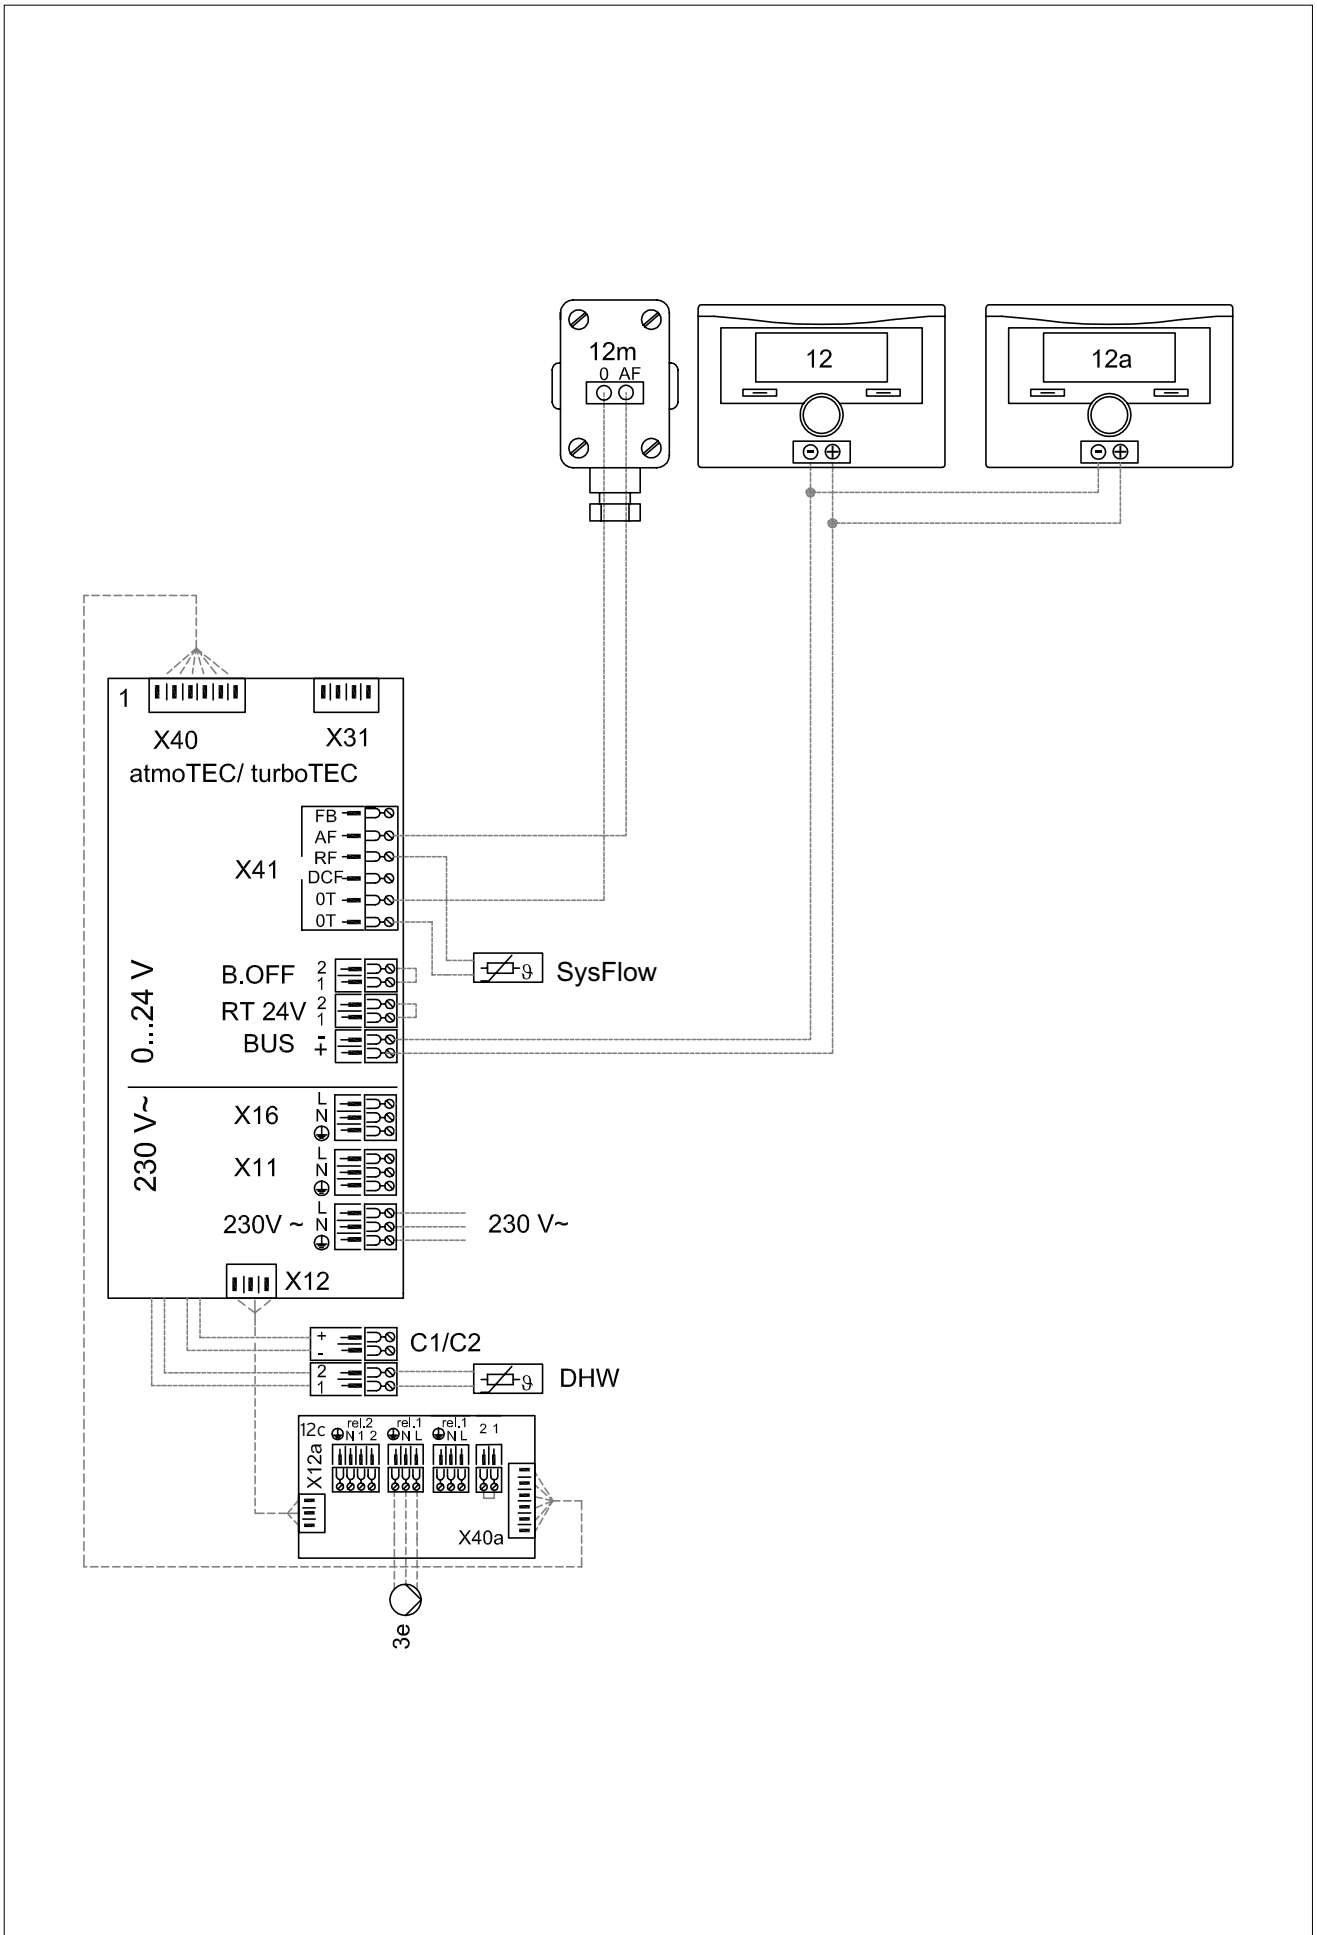 12m
0 AF
12
12a
1
X40
X31
atmoTEC/ turboTEC
X41
FB
AF
RF
DCF
0T
0T
0...24 V
B.OFF
2
1
SysFlow
RT 24V
2
1
BUS
-
+
230 V~
X16
L
N
X11
L
N
230V ~
L
N
230 V~
X12
+
-
C1/C2
2
1
DHW
12c
rel.2
N 1 2
rel.1
N L
rel.1
N L
2 1
X12a
X40a
3e